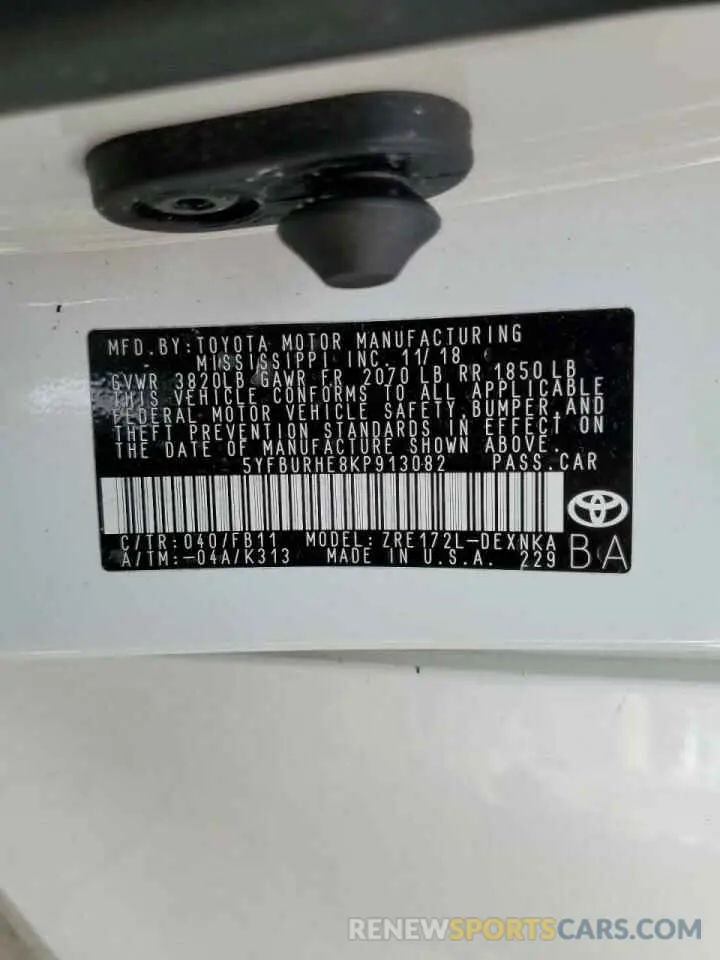 MFD. BY: TOYOTA MOTOR MANUFACTURING
MISSISSIPPI INC. 11/18
GVWR 3820LB GAWR FR 2070 LB RR 1850 LB
THIS VEHICLE CONFORMS TO ALL APPLICABLE
FEDERAL MOTOR VEHICLE SAFETY, BUMPER, AND
THEFT PREVENTION STANDARDS IN EFFECT ON
THE DATE OF MANUFACTURE SHOWN ABOVE.
5YFBURHE8KP913082 PASS. CAR
C/TR: 040/FB11 MODEL: ZRE172L-DEXNKA
A/TM: -04A/K313 MADE IN U.S.A. 229 BA
RENEWSPORTSCARS.COM